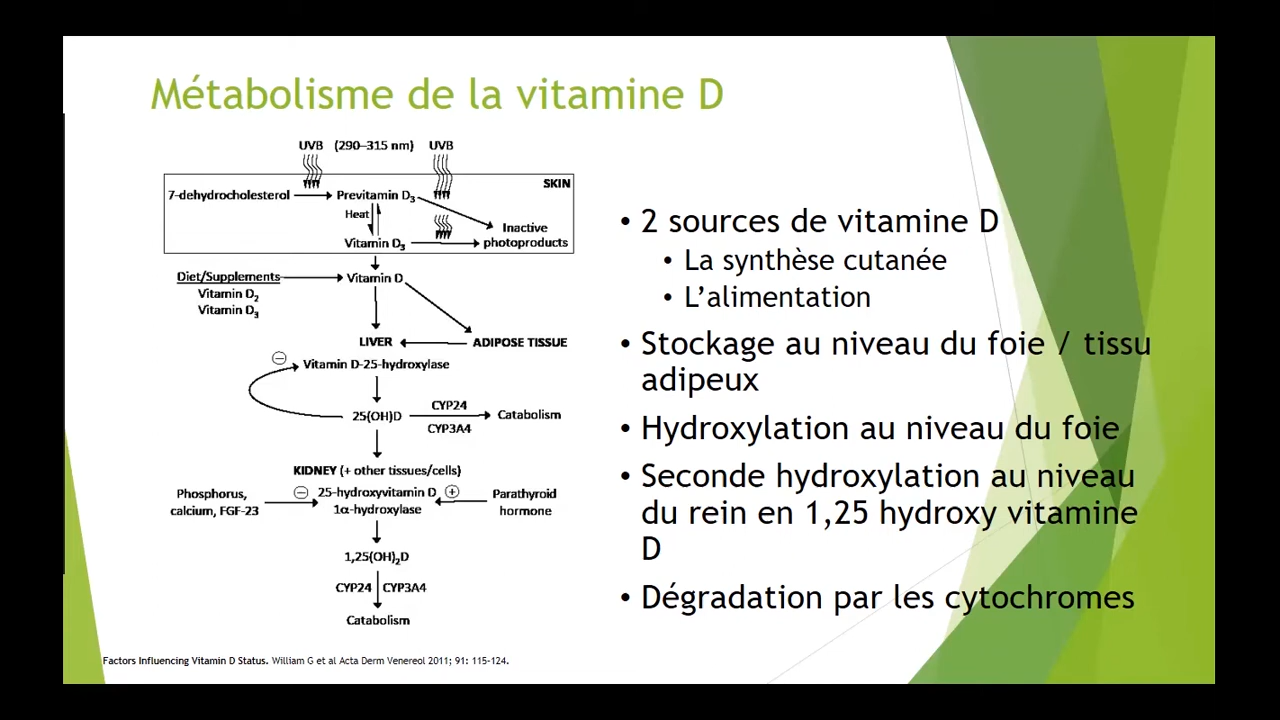 Métabolisme de la vitamine D
UVB (290–315 nm) UVB
SKIN
7-dehydrocholesterol
Previtamin D3
Heat
Inactive
photoproducts
Vitamin D3
Diet/Supplements
Vitamin D2
Vitamin D3
Vitamin D
LIVER
ADIPOSE TISSUE
Vitamin D-25-hydroxylase
25(OH)D
CYP24
CYP3A4
Catabolism
KIDNEY (+ other tissues/cells)
Phosphorus,
calcium, FGF-23
25-hydroxyvitamin D
1α-hydroxylase
Parathyroid
hormone
1,25(OH)2D
CYP24 CYP3A4
Catabolism
• 2 sources de vitamine D
• La synthèse cutanée
• L’alimentation
• Stockage au niveau du foie / tissu
adipeux
• Hydroxylation au niveau du foie
• Seconde hydroxylation au niveau
du rein en 1,25 hydroxy vitamine
D
• Dégradation par les cytochromes
Factors Influencing Vitamin D Status. William G et al Acta Derm Venereol 2011; 91: 115-124.